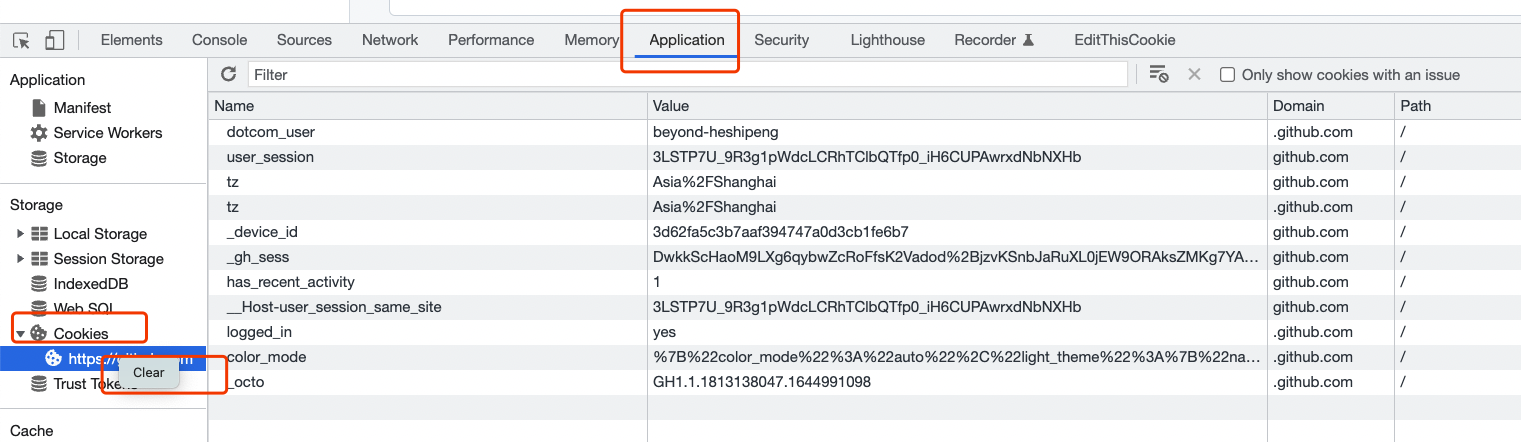 Elements Console Sources Network Performance Memory Application Security Lighthouse Recorder EditThisCookie
Application
Manifest
Service Workers
Storage
Storage
Local Storage
Session Storage
IndexedDB
Web SQL
Cookies
https://github.com
Clear
Trust Tokens
Cache
Filter
Only show cookies with an issue
Name Value Domain Path
dotcom_user beyond-heshipeng .github.com /
user_session 3LSTP7U_9R3g1pWdcLCRhTClbQTfp0_iH6CUPAwrxdNbNXHb github.com /
tz Asia%2FShanghai github.com /
tz Asia%2FShanghai .github.com /
_device_id 3d62fa5c3b7aaf394747a0d3cb1fe6b7 github.com /
_gh_sess DwkkScHaoM9LXg6qybwZcRoFfsK2Vadod%2BjzvKSnbJaRuXL0jEW9ORAksZMKg7YA… github.com /
has_recent_activity 1 github.com /
__Host-user_session_same_site 3LSTP7U_9R3g1pWdcLCRhTClbQTfp0_iH6CUPAwrxdNbNXHb github.com /
logged_in yes .github.com /
color_mode %7B%22color_mode%22%3A%22auto%22%2C%22light_theme%22%3A%7B%22na… .github.com /
_octo GH1.1.1813138047.1644991098 .github.com /